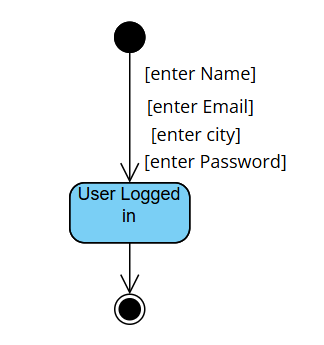 [enter Name]
[enter Email]
[enter city]
[enter Password]
User Logged
in